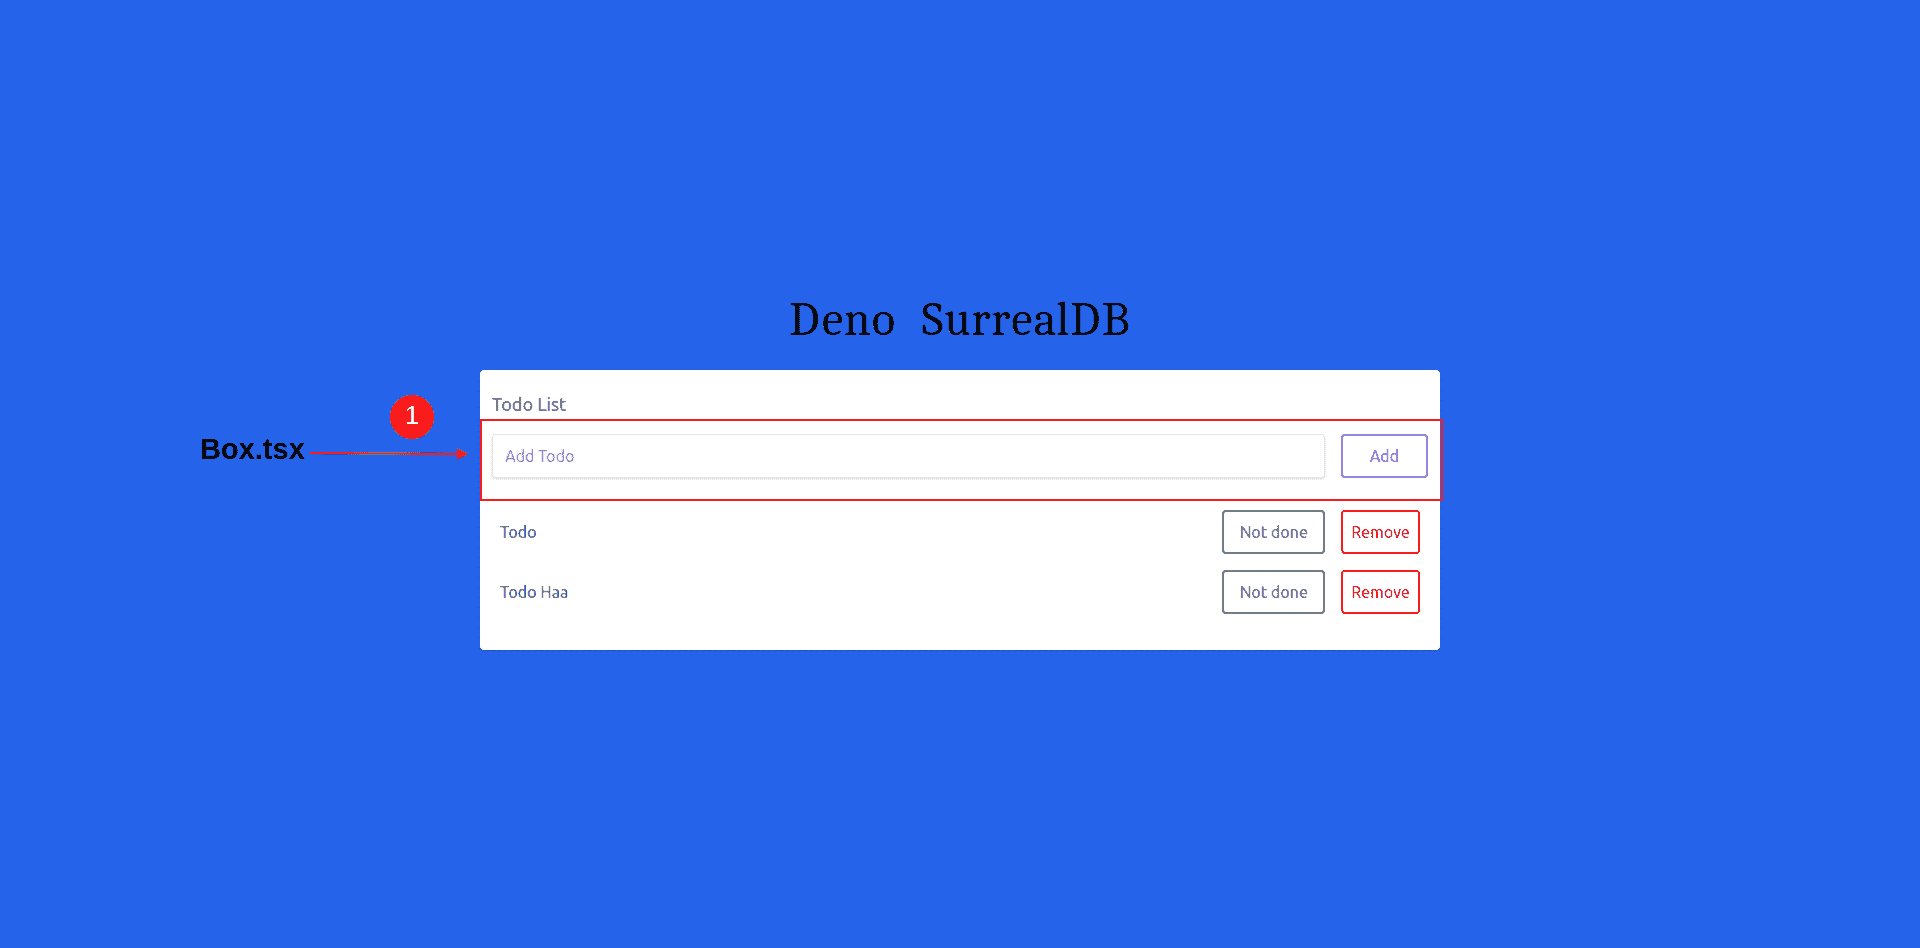 Deno SurrealDB
Todo List
1
Box.tsx
Add Todo
Add
Todo
Not done
Remove
Todo Haa
Not done
Remove